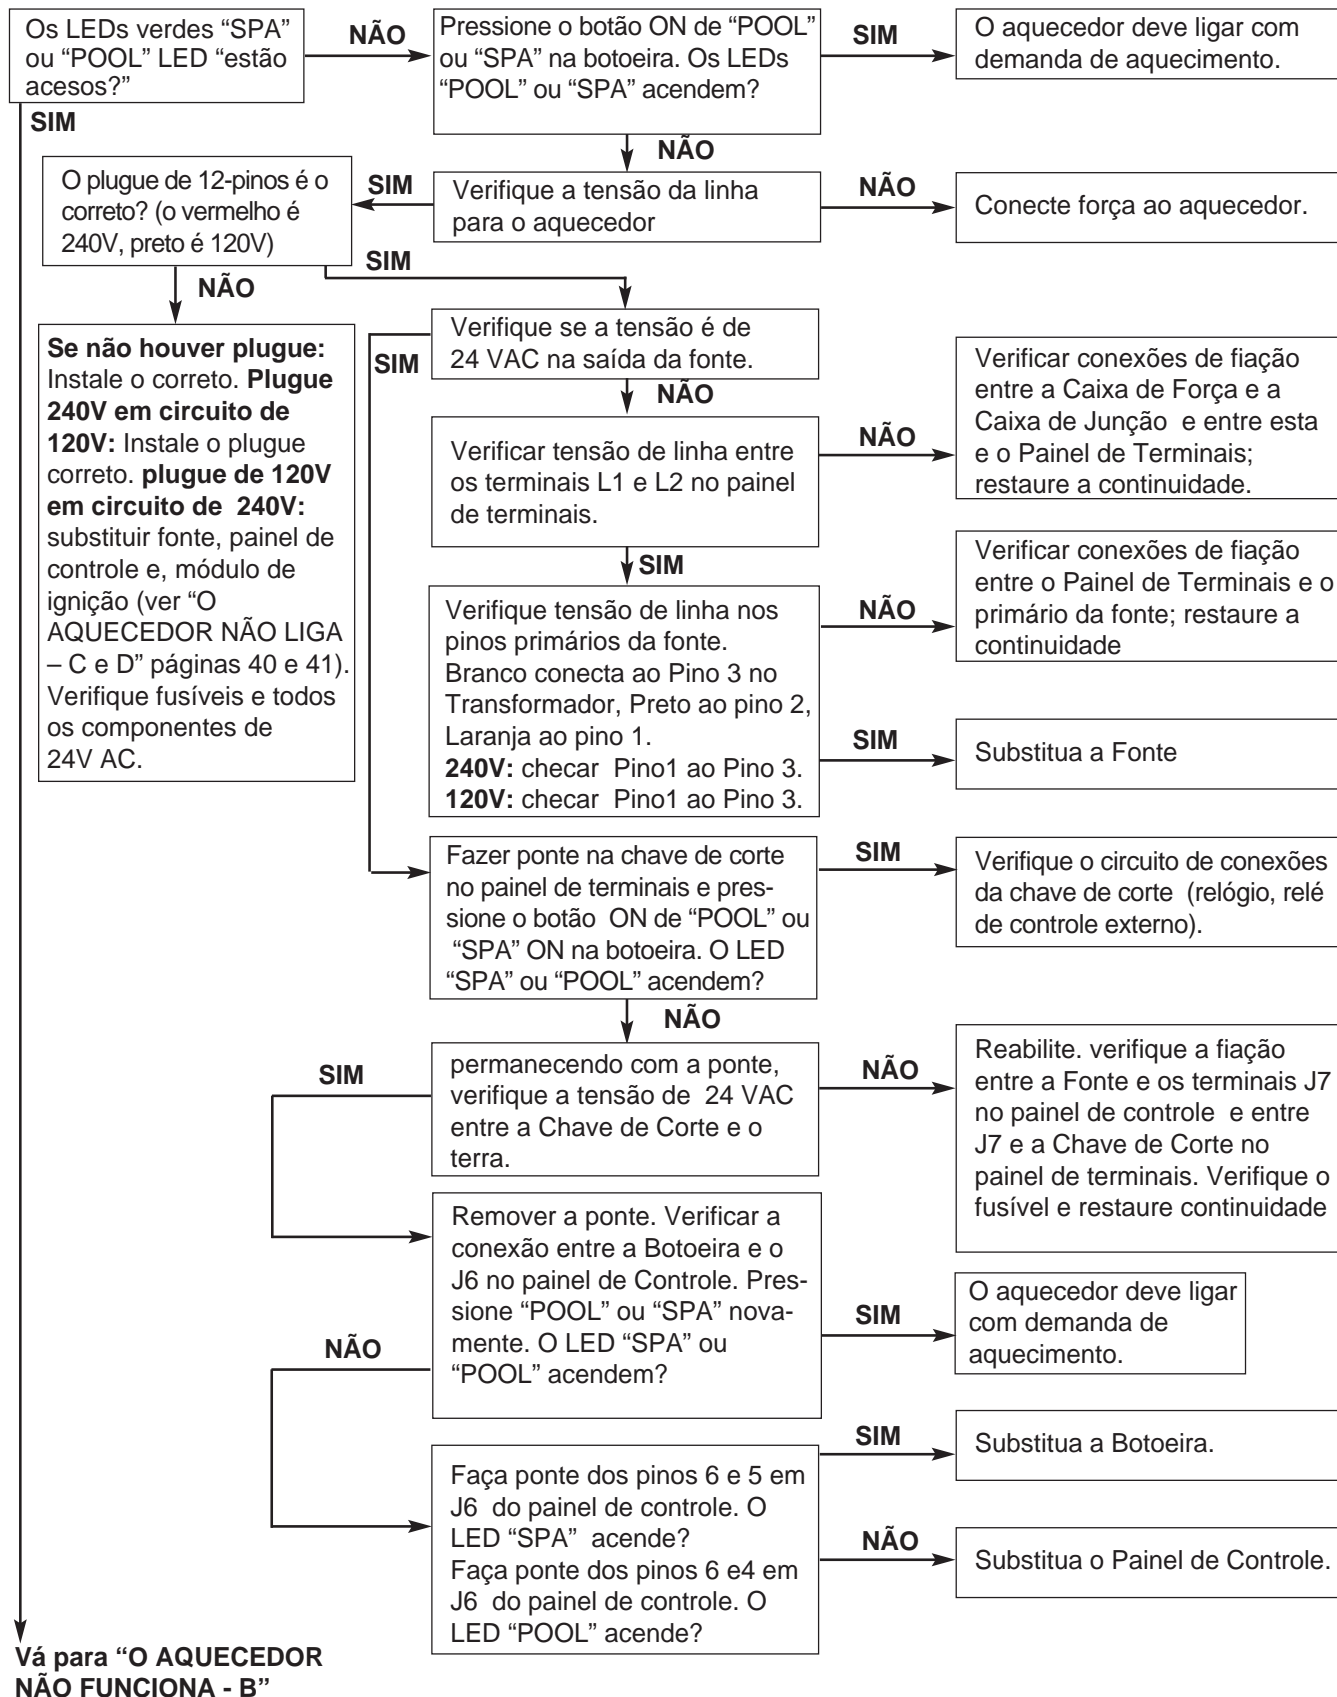 Os LEDs verdes “SPA”
ou “POOL” LED “estão
acesos?”
NÃO
Pressione o botão ON de “POOL”
ou “SPA” na botoeira. Os LEDs
“POOL” ou “SPA” acendem?
SIM
O aquecedor deve ligar com
demanda de aquecimento.
SIM
NÃO
O plugue de 12-pinos é o
correto? (o vermelho é
240V, preto é 120V)
SIM
Verifique a tensão da linha
para o aquecedor
NÃO
Conecte força ao aquecedor.
SIM
NÃO
Se não houver plugue:
Instale o correto. Plugue
240V em circuito de
120V: Instale o plugue
correto. plugue de 120V
em circuito de  240V:
substituir fonte, painel de
controle e, módulo de
ignição (ver “O
AQUECEDOR NÃO LIGA
– C e D” páginas 40 e 41).
Verifique fusíveis e todos
os componentes de
24V AC.
Verifique se a tensão é de
24 VAC na saída da fonte.
SIM
NÃO
Verificar tensão de linha entre
os terminais L1 e L2 no painel
de terminais.
NÃO
Verificar conexões de fiação
entre a Caixa de Força e a
Caixa de Junção  e entre esta
e o Painel de Terminais;
restaure a continuidade.
SIM
Verifique tensão de linha nos
pinos primários da fonte.
Branco conecta ao Pino 3 no
Transformador, Preto ao pino 2,
Laranja ao pino 1.
240V: checar  Pino1 ao Pino 3.
120V: checar  Pino1 ao Pino 3.
NÃO
Verificar conexões de fiação
entre o Painel de Terminais e o
primário da fonte; restaure a
continuidade
SIM
Substitua a Fonte
Fazer ponte na chave de corte
no painel de terminais e pres-
sione o botão  ON de “POOL” ou
“SPA” ON na botoeira. O LED
“SPA” ou “POOL” acendem?
SIM
Verifique o circuito de conexões
da chave de corte  (relógio, relé
de controle externo).
NÃO
permanecendo com a ponte,
verifique a tensão de  24 VAC
entre a Chave de Corte e o
terra.
SIM
NÃO
Reabilite. verifique a fiação
entre a Fonte e os terminais J7
no painel de controle  e entre
J7 e a Chave de Corte no
painel de terminais. Verifique o
fusível e restaure continuidade
Remover a ponte. Verificar a
conexão entre a Botoeira e o
J6 no painel de Controle. Pres-
sione “POOL” ou “SPA” nova-
mente. O LED “SPA” ou
“POOL” acendem?
SIM
O aquecedor deve ligar
com demanda de
aquecimento.
NÃO
Faça ponte dos pinos 6 e 5 em
J6  do painel de controle. O
LED “SPA”  acende?
Faça ponte dos pinos 6 e4 em
J6  do painel de controle. O
LED “POOL” acende?
SIM
Substitua a Botoeira.
NÃO
Substitua o Painel de Controle.
Vá para “O AQUECEDOR
NÃO FUNCIONA - B”